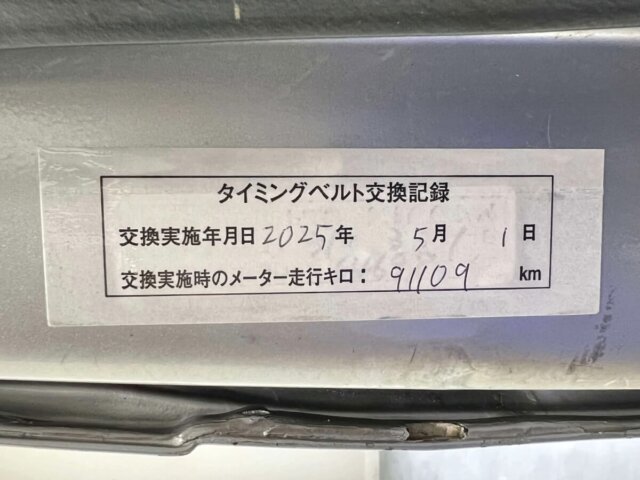 タイミングベルト交換記録
交換実施年月日2025年 5月 1日
交換実施時のメーター走行キロ： 91109 km